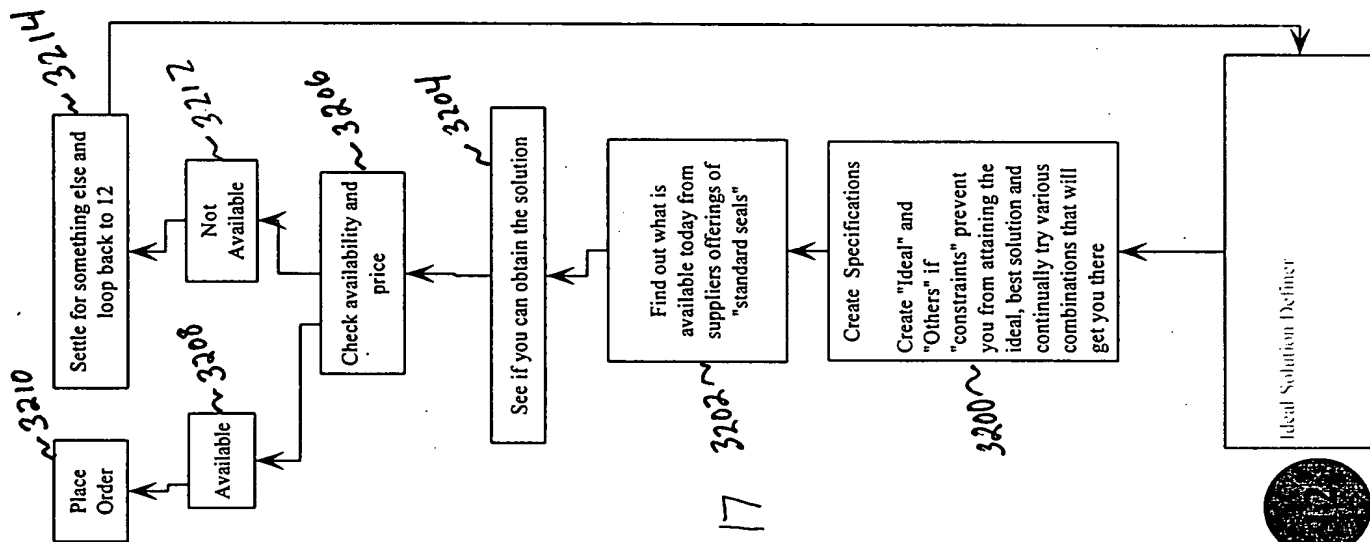 3210
Place
Order
3208
Available
3214
Settle for something else and
loop back to 12
3212
Not
Available
3206
Check availability and
price
3204
See if you can obtain the solution
3202
Find out what is
available today from
suppliers offerings of
"standard seals"
17
3200
Create Specifications
Create "Ideal" and
"Others" if
"constraints" prevent
you from attaining the
ideal, best solution and
continually try various
combinations that will
get you there
Ideal Solution Definer
12